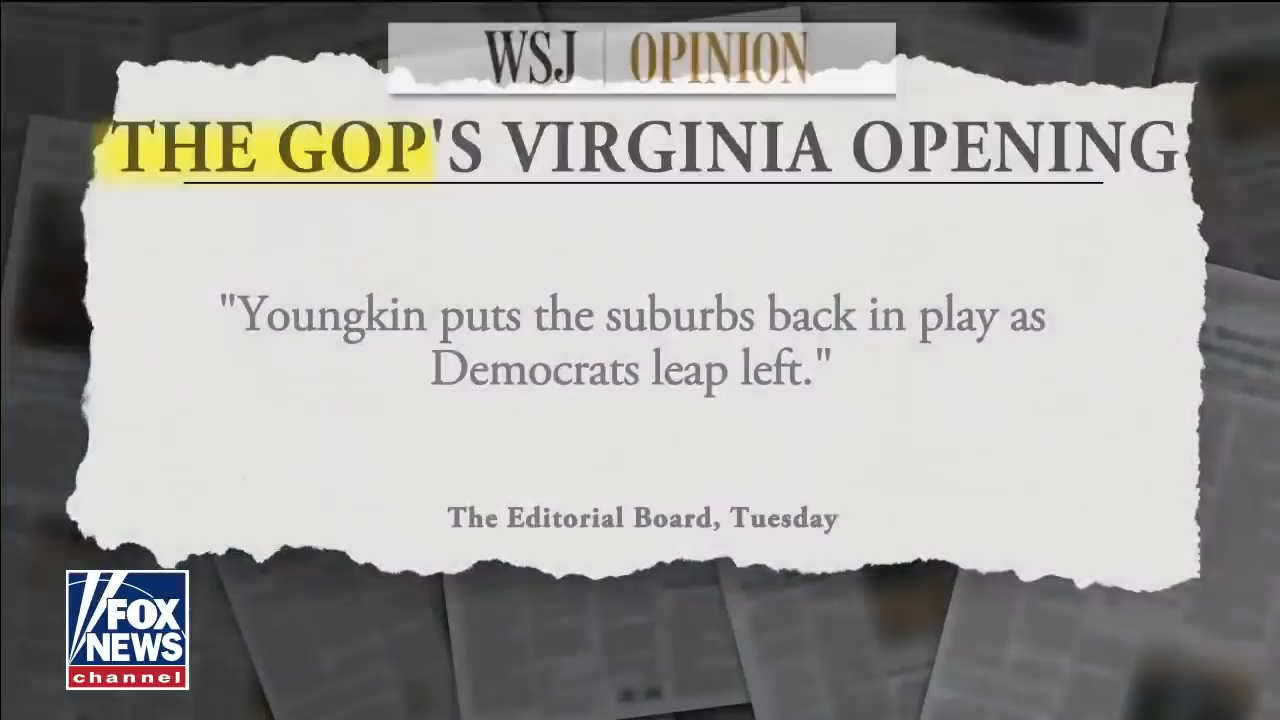 WSJ | OPINION
THE GOP'S VIRGINIA OPENING
"Youngkin puts the suburbs back in play as
Democrats leap left."
The Editorial Board, Tuesday
FOX
NEWS
channel